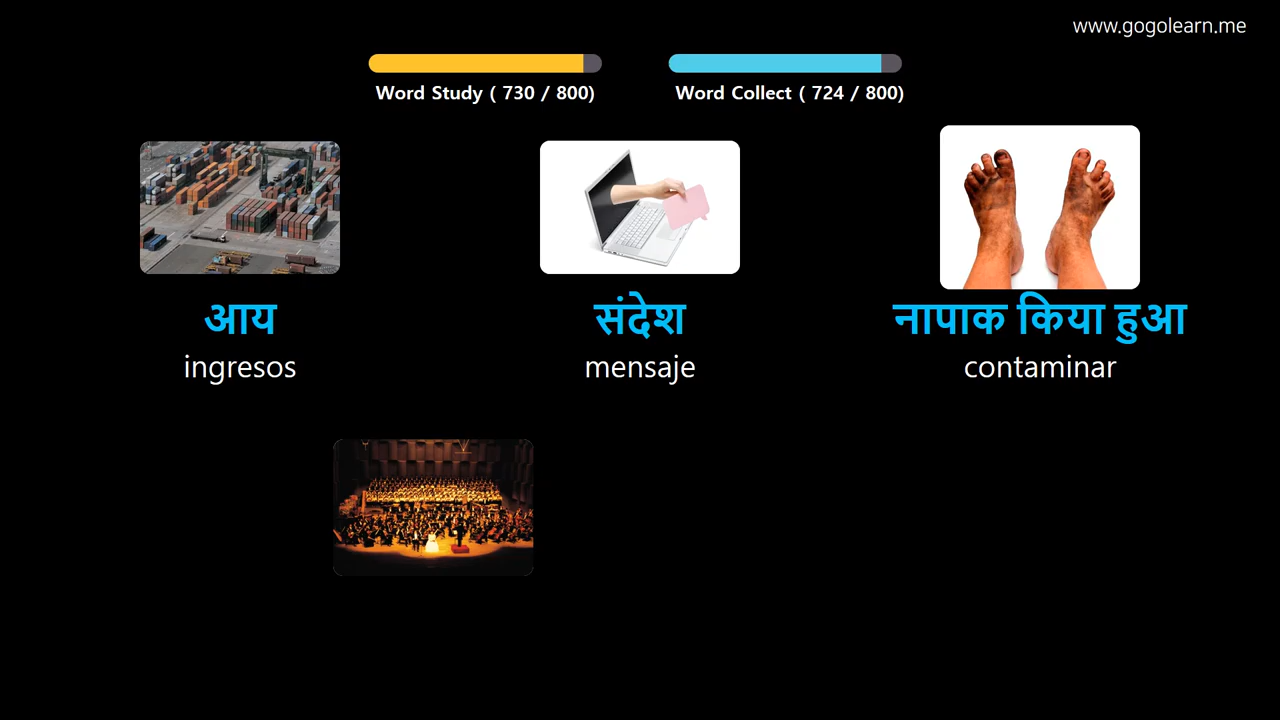 www.gogolearn.me
Word Study ( 730 / 800)
Word Collect ( 724 / 800)
आय
संदेश
नापाक किया हुआ
ingresos
mensaje
contaminar